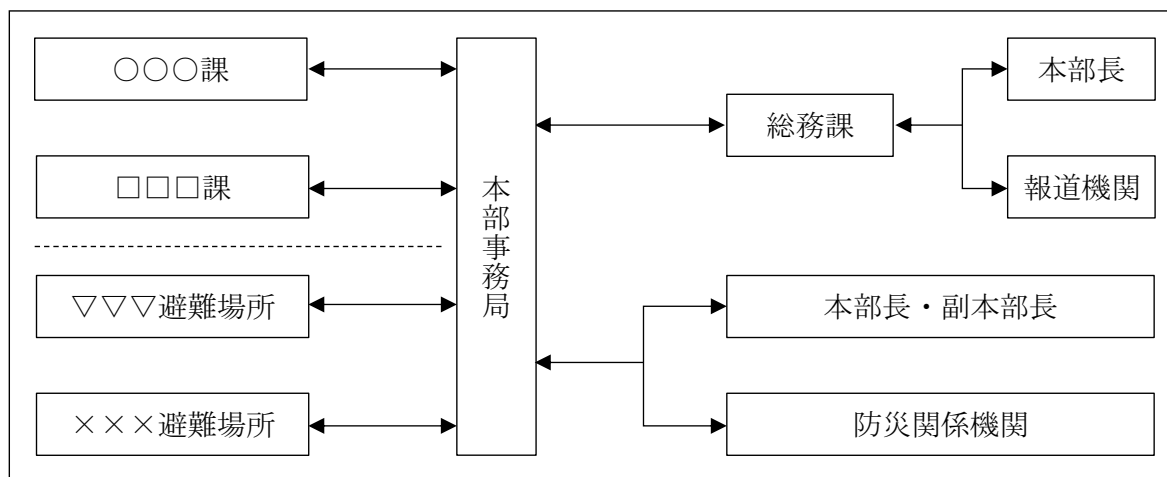 ○○○課
□□□課
▽▽▽避難場所
×××避難場所
本部事務局
総務課
本部長
報道機関
本部長・副本部長
防災関係機関